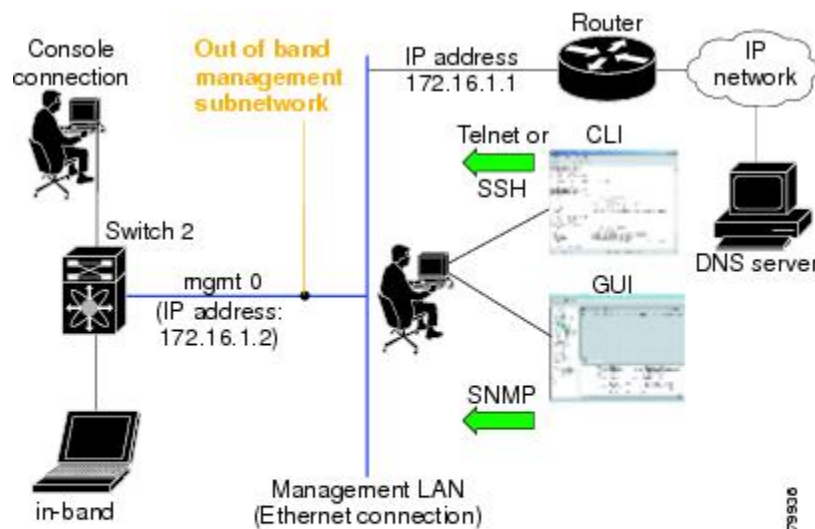 Console
connection
Out of band
management
subnetwork
Router
IP address
172.16.1.1
IP
network
Telnet or
SSH
CLI
DNS server
Switch 2
mgmt 0
(IP address:
172.16.1.2)
GUI
SNMP
in-band
Management LAN
(Ethernet connection)
79936